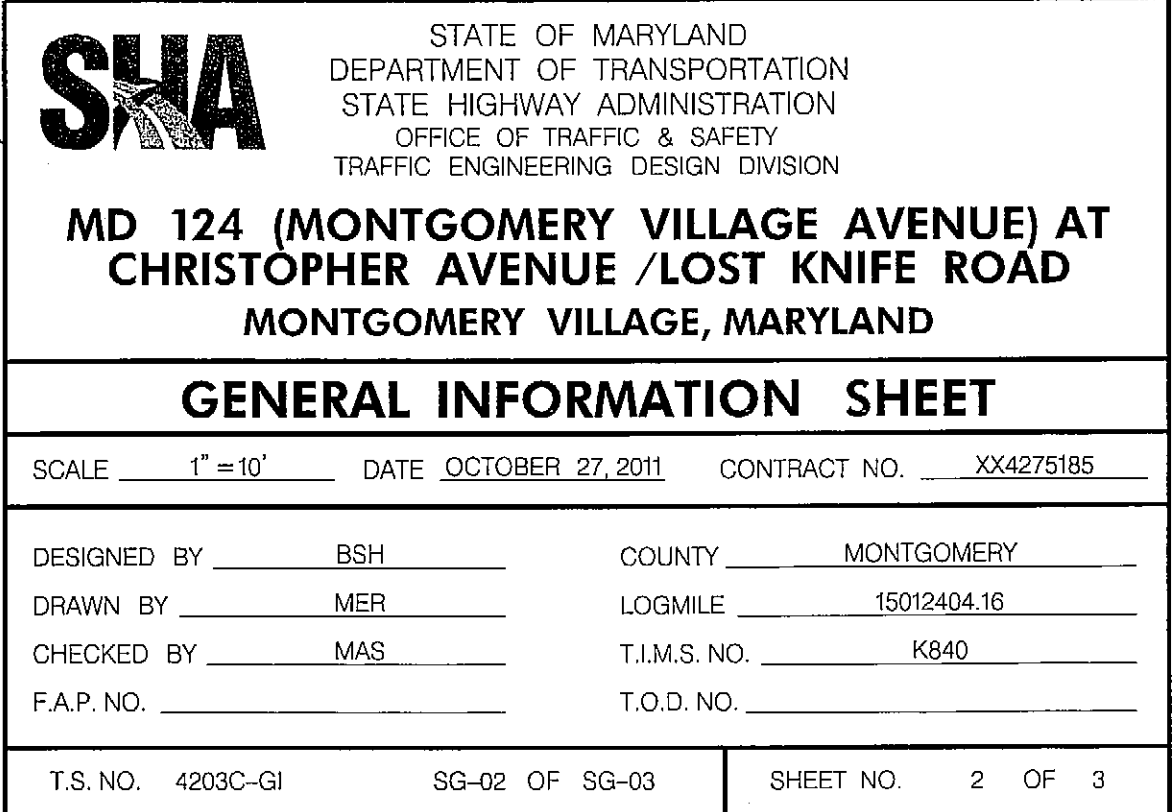 SHA
STATE OF MARYLAND
DEPARTMENT OF TRANSPORTATION
STATE HIGHWAY ADMINISTRATION
OFFICE OF TRAFFIC & SAFETY
TRAFFIC ENGINEERING DESIGN DIVISION
MD 124 (MONTGOMERY VILLAGE AVENUE) AT
CHRISTOPHER AVENUE /LOST KNIFE ROAD
MONTGOMERY VILLAGE, MARYLAND
GENERAL INFORMATION SHEET
SCALE 1" = 10' DATE OCTOBER 27, 2011 CONTRACT NO. XX4275185
DESIGNED BY BSH COUNTY MONTGOMERY
DRAWN BY MER LOGMILE 15012404.16
CHECKED BY MAS T.I.M.S. NO. K840
F.A.P. NO. T.O.D. NO.
T.S. NO. 4203C-GI SG-02 OF SG-03 SHEET NO. 2 OF 3